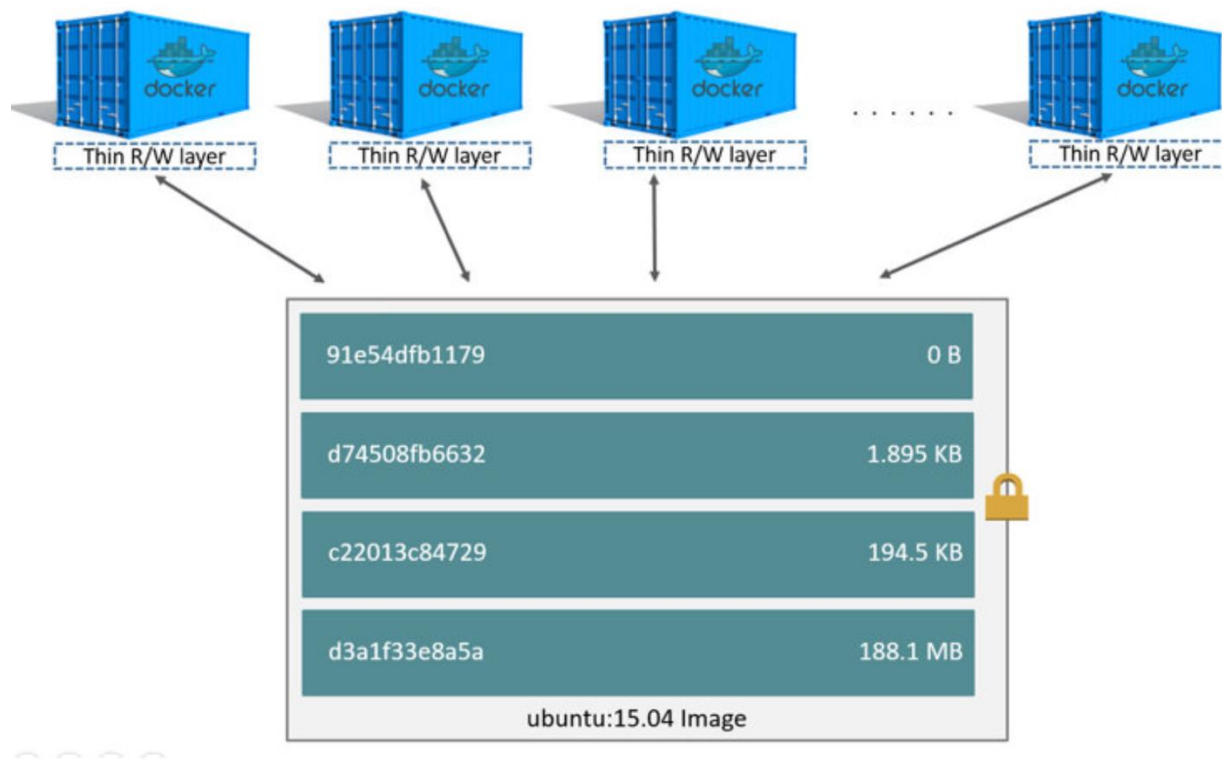 docker
docker
docker
docker
. . . . . .
Thin R/W layer
Thin R/W layer
Thin R/W layer
Thin R/W layer
91e54dfb1179 0 B
d74508fb6632 1.895 KB
c22013c84729 194.5 KB
d3a1f33e8a5a 188.1 MB
ubuntu:15.04 Image